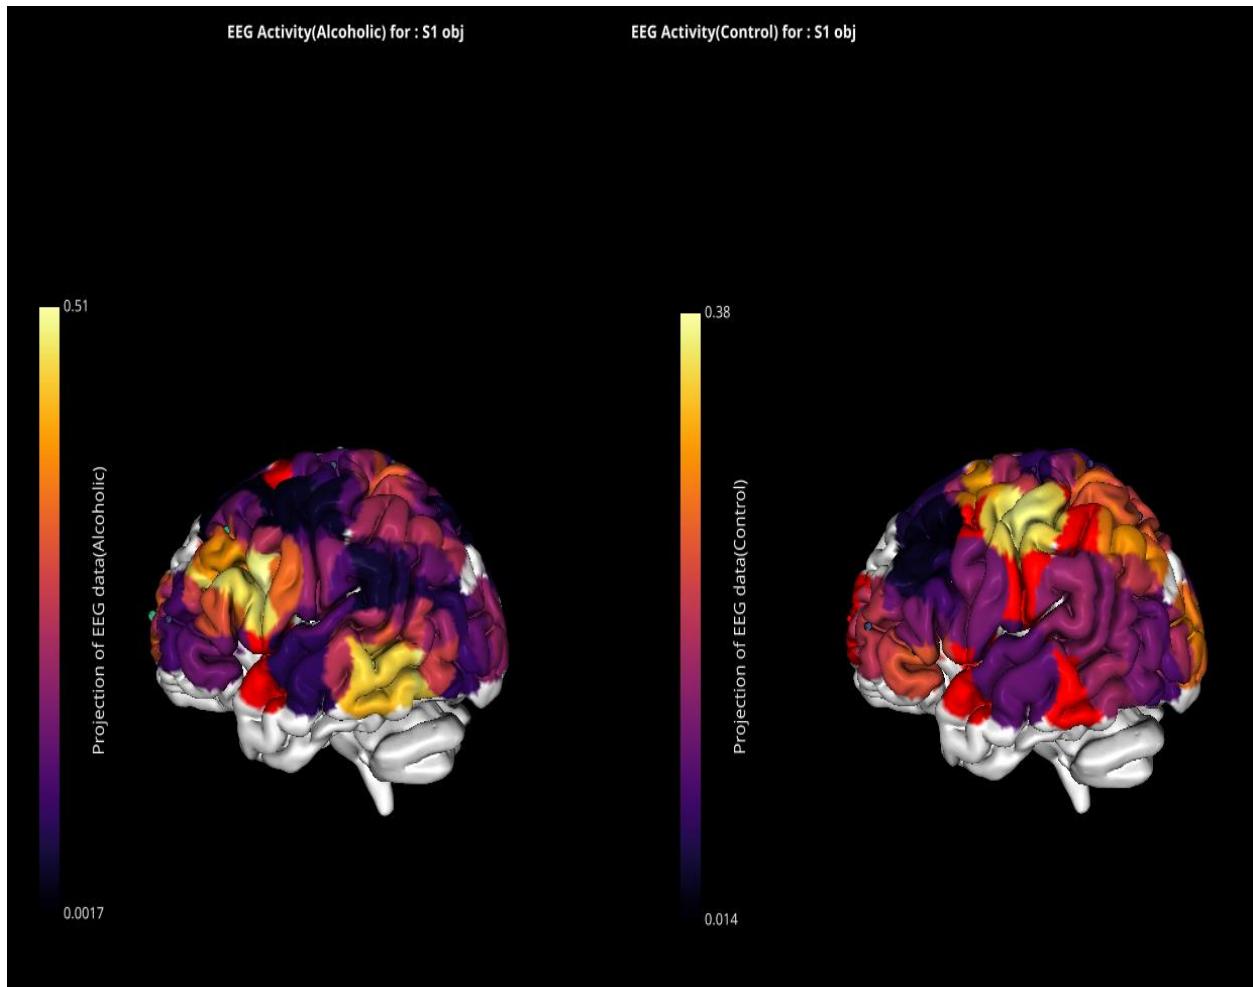 EEG Activity(Alcoholic) for : S1 obj
EEG Activity(Control) for : S1 obj
0.51
Projection of EEG data(Alcoholic)
0.0017
0.38
Projection of EEG data(Control)
0.014